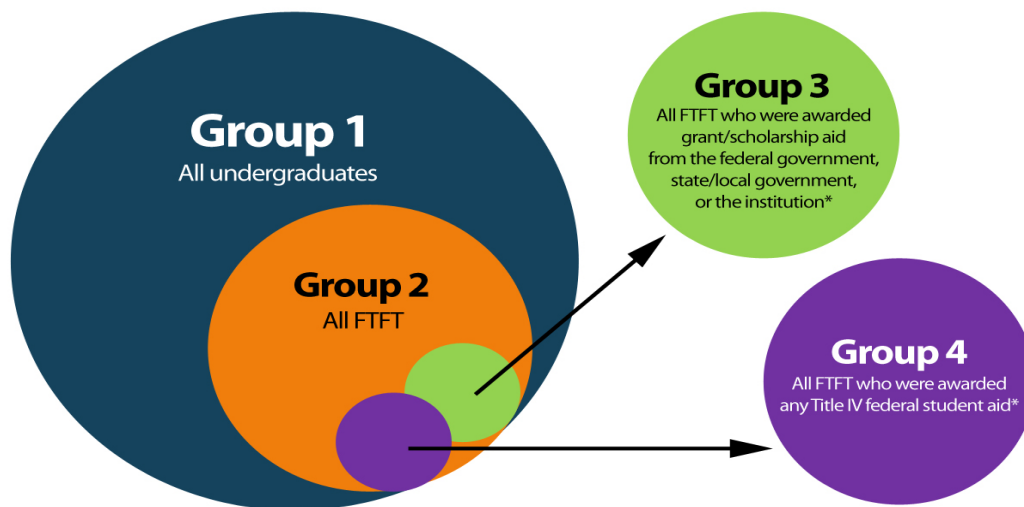 Group 1
All undergraduates
Group 2
All FTFT
Group 3
All FTFT who were awarded
grant/scholarship aid
from the federal government,
state/local government,
or the institution*
Group 4
All FTFT who were awarded
any Title IV federal student aid*